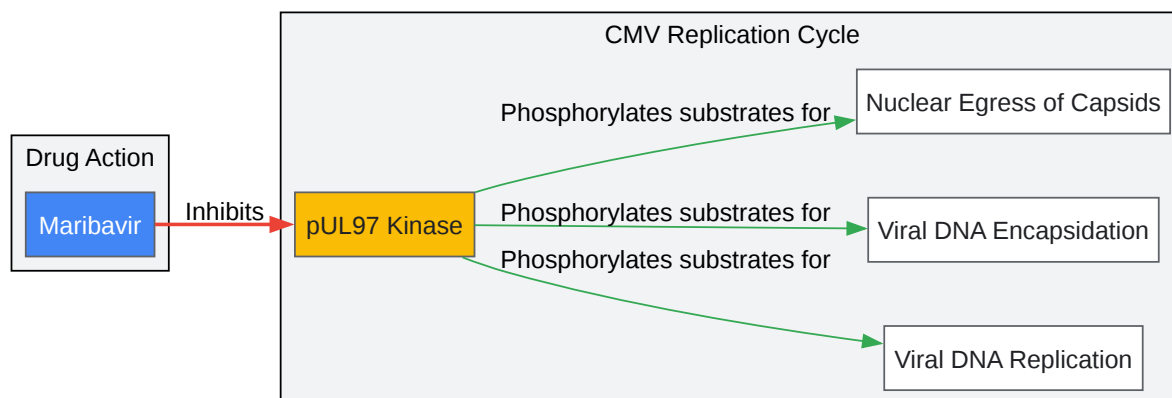 CMV Replication Cycle
Nuclear Egress of Capsids
Phosphorylates substrates for
Drug Action
Maribavir
Inhibits
pUL97 Kinase
Phosphorylates substrates for
Viral DNA Encapsidation
Phosphorylates substrates for
Viral DNA Replication